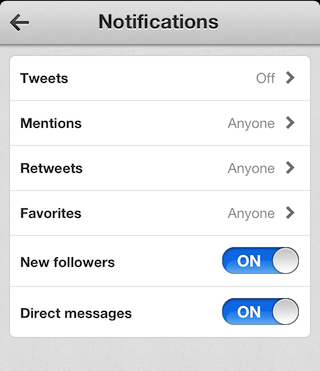 Notifications
Tweets Off
Mentions Anyone
Retweets Anyone
Favorites Anyone
New followers ON
Direct messages ON